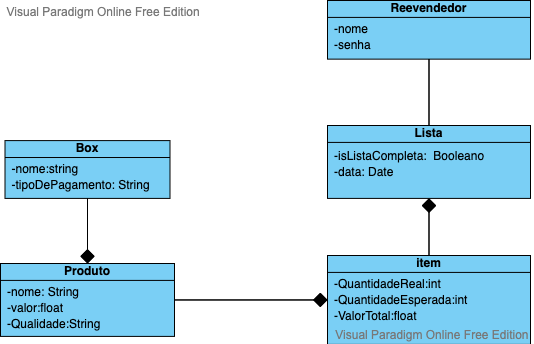 Visual Paradigm Online Free Edition
Reevendedor
-nome
-senha
Lista
-isListaCompleta: Booleano
-data: Date
Box
-nome:string
-tipoDePagamento: String
Produto
-nome: String
-valor:float
-Qualidade:String
item
-QuantidadeReal:int
-QuantidadeEsperada:int
-ValorTotal:float
Visual Paradigm Online Free Edition